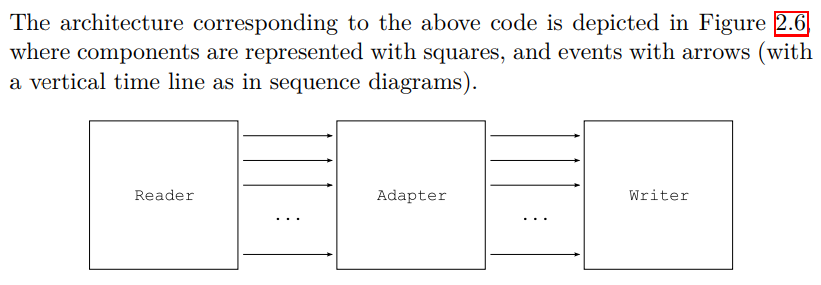 The architecture corresponding to the above code is depicted in Figure 2.6,
where components are represented with squares, and events with arrows (with
a vertical time line as in sequence diagrams).
Reader
...
Adapter
...
Writer